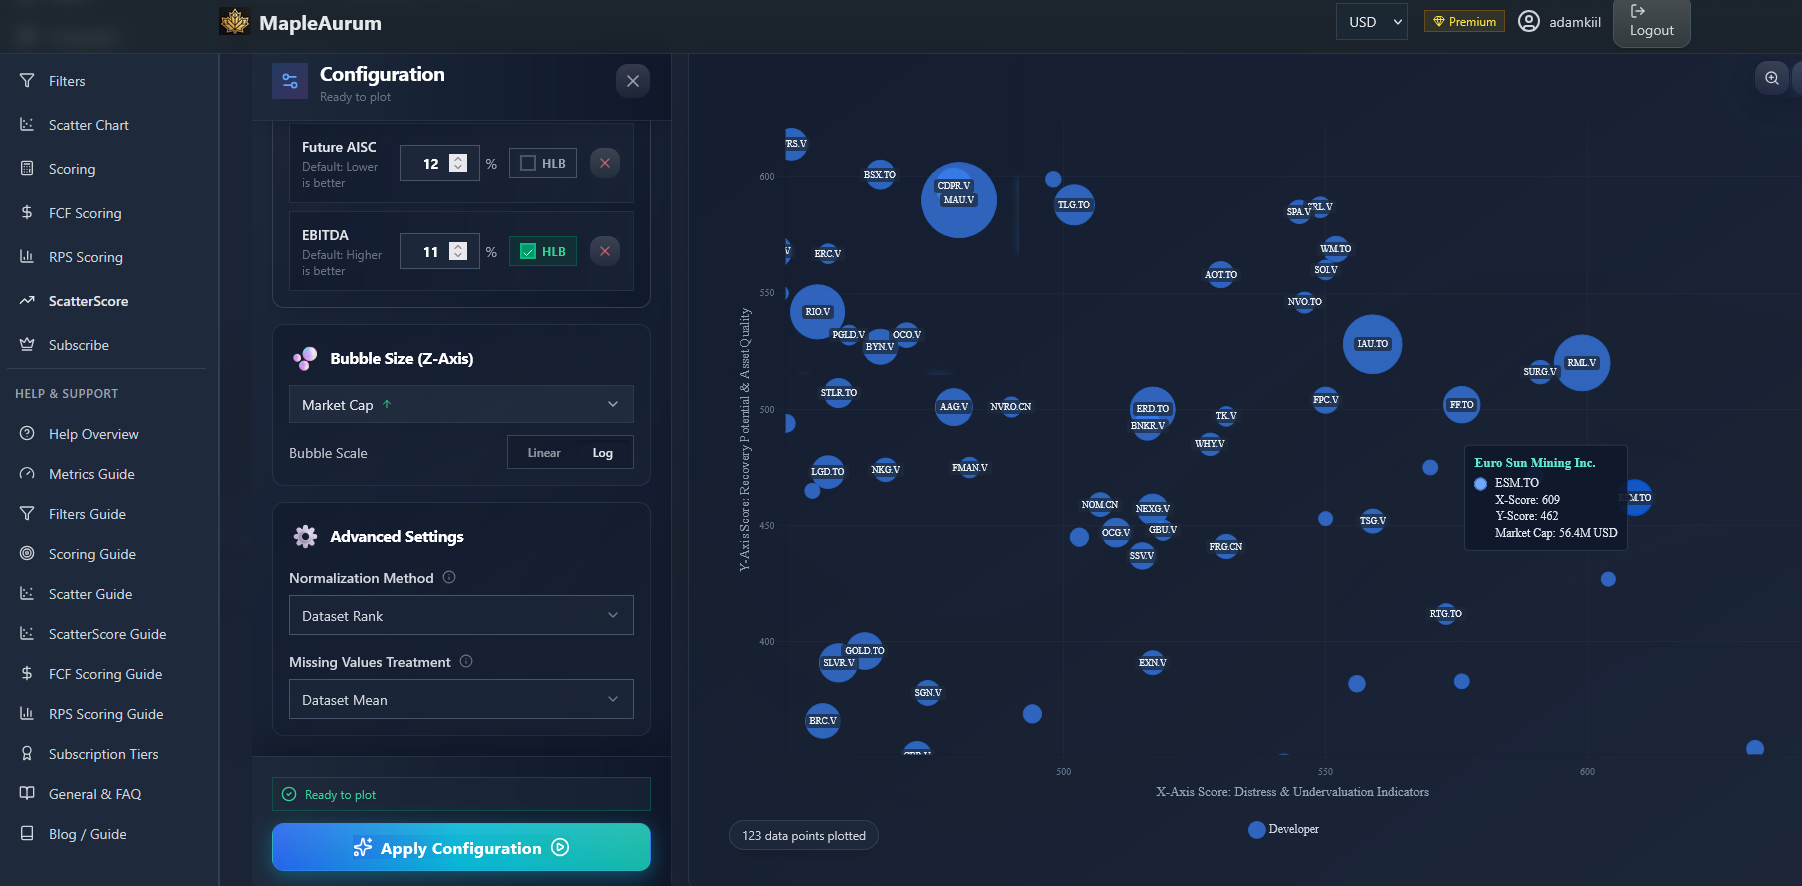 MapleAurum
USD
Premium
adamkiil
Logout
Filters
Scatter Chart
Scoring
FCF Scoring
RPS Scoring
ScatterScore
Subscribe
HELP & SUPPORT
Help Overview
Metrics Guide
Filters Guide
Scoring Guide
Scatter Guide
ScatterScore Guide
FCF Scoring Guide
RPS Scoring Guide
Subscription Tiers
General & FAQ
Blog / Guide
Configuration
Ready to plot
Future AISC
Default: Lower
is better
12
%
HLB
EBITDA
Default: Higher
is better
11
%
HLB
Bubble Size (Z-Axis)
Market Cap ↑
Bubble Scale
Linear
Log
Advanced Settings
Normalization Method
Dataset Rank
Missing Values Treatment
Dataset Mean
Ready to plot
Apply Configuration
Y-Axis Score: Recovery Potential & Asset Quality
600
550
500
450
400
BSX.TO
CDPR.V
MAU.V
TLG.TO
SPA.V
WM.TO
SOI.V
ERC.V
AOT.TO
NVO.TO
RIO.V
PGLD.V
OCO.V
BYN.V
IAU.TO
RML.V
SURG.V
STLR.TO
AAG.V
NVRO.CN
ERD.TO
BNKR.V
TK.V
FPC.V
FF.TO
WHY.V
LGD.TO
NKG.V
FMAN.V
Euro Sun Mining Inc.
ESM.TO
X-Score: 609
Y-Score: 462
Market Cap: 56.4M USD
NOM.CN
NEXG.V
OCG.V
GBU.V
SSV.V
FRG.CN
TSG.V
RTG.TO
GOLD.TO
SLVR.V
EXN.V
SGN.V
BRC.V
500
550
600
X-Axis Score: Distress & Undervaluation Indicators
Developer
123 data points plotted